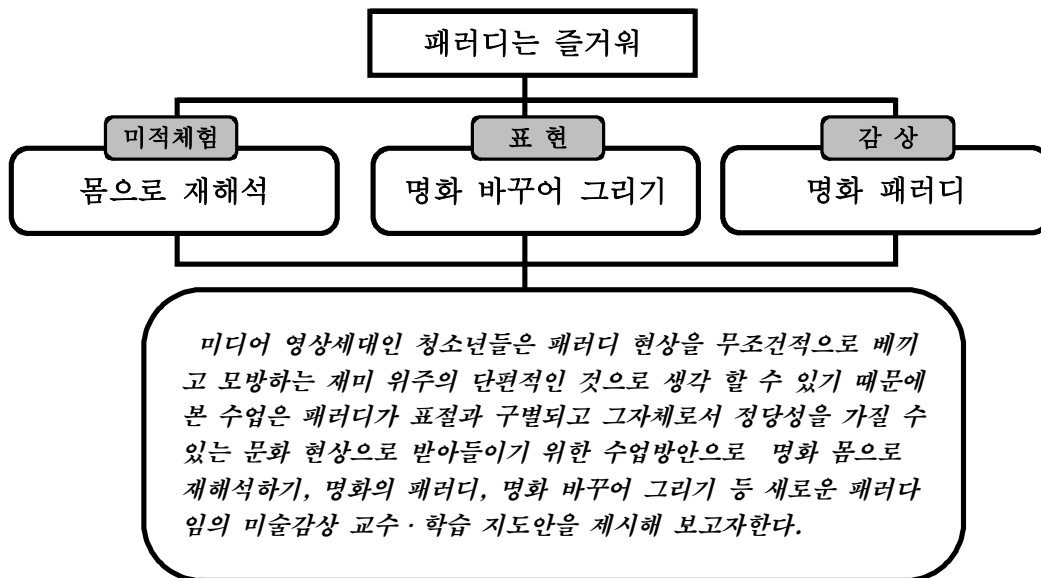 패러디는 즐거워
미적체험
표 현
감 상
몸으로 재해석
명화 바꾸어 그리기
명화 패러디
미디어 영상세대인 청소년들은 패러디 현상을 무조건적으로 베끼
고 모방하는 재미 위주의 단편적인 것으로 생각 할 수 있기 때문에
본 수업은 패러디가 표절과 구별되고 그자체로서 정당성을 가질 수
있는 문화 현상으로 받아들이기 위한 수업방안으로 명화 몸으로
재해석하기, 명화의 패러디, 명화 바꾸어 그리기 등 새로운 패러다
임의 미술감상 교수·학습 지도안을 제시해 보고자한다.